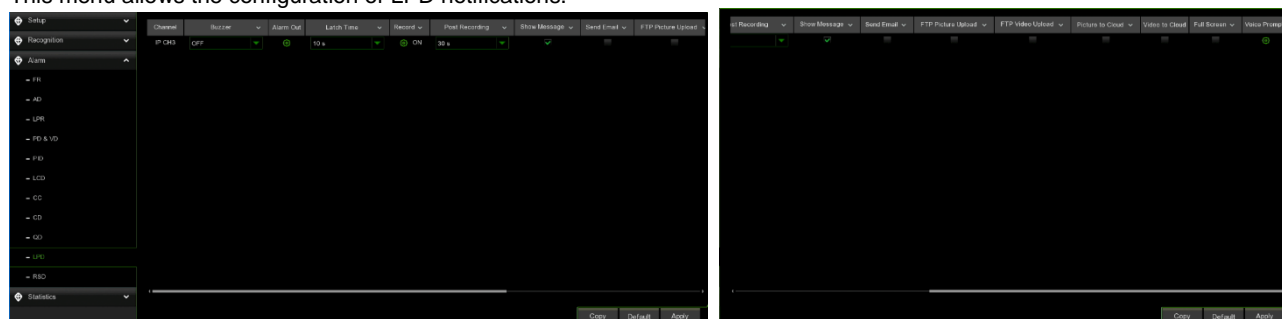 This menu allows the configuration of LPD notifications.
Setup
Recognition
Alarm
FR
AD
LPR
PD & VD
PID
LCD
CC
CD
QD
LPD
RSD
Statistics
Channel Buzzer Alarm Out Latch Time Record Post Recording Show Message Send Email FTP Picture Upload
IP CH3 OFF 10 s ON 30 s
Copy Default Apply
Recording Show Message Send Email FTP Picture Upload FTP Video Upload Picture to Cloud Video to Cloud Full Screen Voice Promp
Copy Default Apply